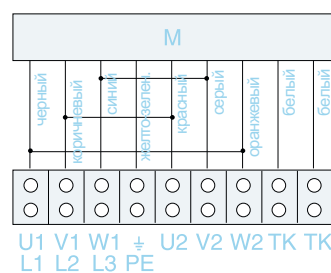 M
черный
коричневый
синий
желто-зелен.
красный
серый
оранжевый
белый
белый
U1 V1 W1 ⏚ U2 V2 W2 TK TK
L1 L2 L3 PE